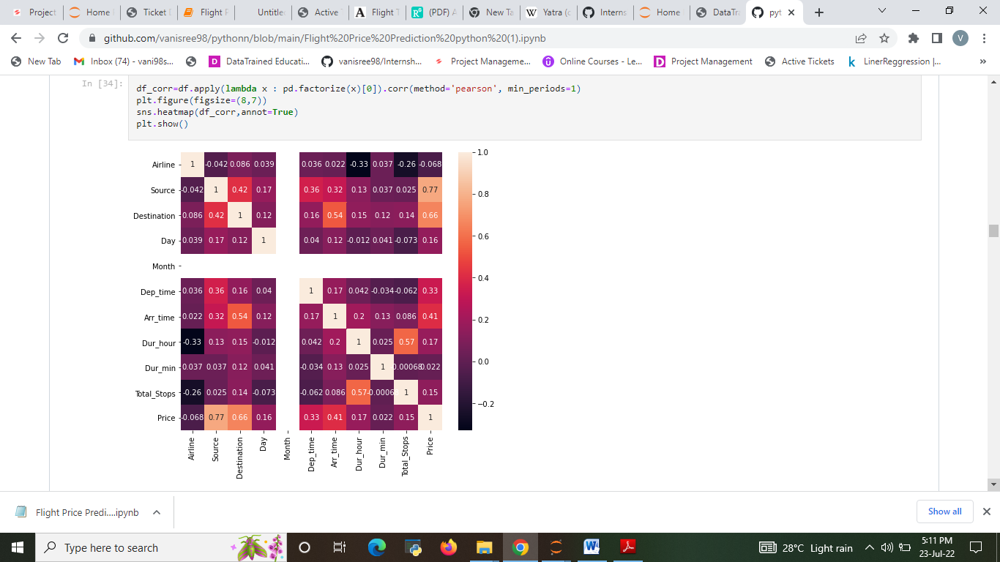 Project Home Ticket Flight P Untitle Active Flight T (PDF) A New Ta Yatra (c Interns Home DataTra pyt
github.com/vanisree98/pythonn/blob/main/Flight%20Price%20Prediction%20python%20(1).ipynb V
New Tab Inbox (74) - vani98s... DataTrained Educati... vanisree98/Internsh... Project Manageme... Online Courses - Le... Project Management Active Tickets LinerReggression |... »
In [34]:
df_corr=df.apply(lambda x : pd.factorize(x)[0]).corr(method='pearson', min_periods=1)
plt.figure(figsize=(8,7))
sns.heatmap(df_corr,annot=True)
plt.show()
Airline 1 -0.042 0.086 0.039 0.036 0.022 -0.33 0.037 -0.26 -0.068
Source -0.042 1 0.42 0.17 0.36 0.32 0.13 0.037 0.025 0.77
Destination 0.086 0.42 1 0.12 0.16 0.54 0.15 0.12 0.14 0.66
Day 0.039 0.17 0.12 1 0.04 0.12 -0.012 0.041 -0.073 0.16
Month
Dep_time 0.036 0.36 0.16 0.04 1 0.17 0.042 -0.034 -0.062 0.33
Arr_time 0.022 0.32 0.54 0.12 0.17 1 0.2 0.13 0.086 0.41
Dur_hour -0.33 0.13 0.15 -0.012 0.042 0.2 1 0.025 0.57 0.17
Dur_min 0.037 0.037 0.12 0.041 -0.034 0.13 0.025 1 0.00068 0.022
Total_Stops -0.26 0.025 0.14 -0.073 -0.062 0.086 0.57 1 0.15
Price -0.068 0.77 0.66 0.16 0.33 0.41 0.17 0.022 0.15 1
Airline Source Destination Day Month Dep_time Arr_time Dur_hour Dur_min Total_Stops Price
1.0
0.8
0.6
0.4
0.2
0.0
−0.2
Flight Price Predi....ipynb Show all
Type here to search 28°C Light rain 5:11 PM
23-Jul-22